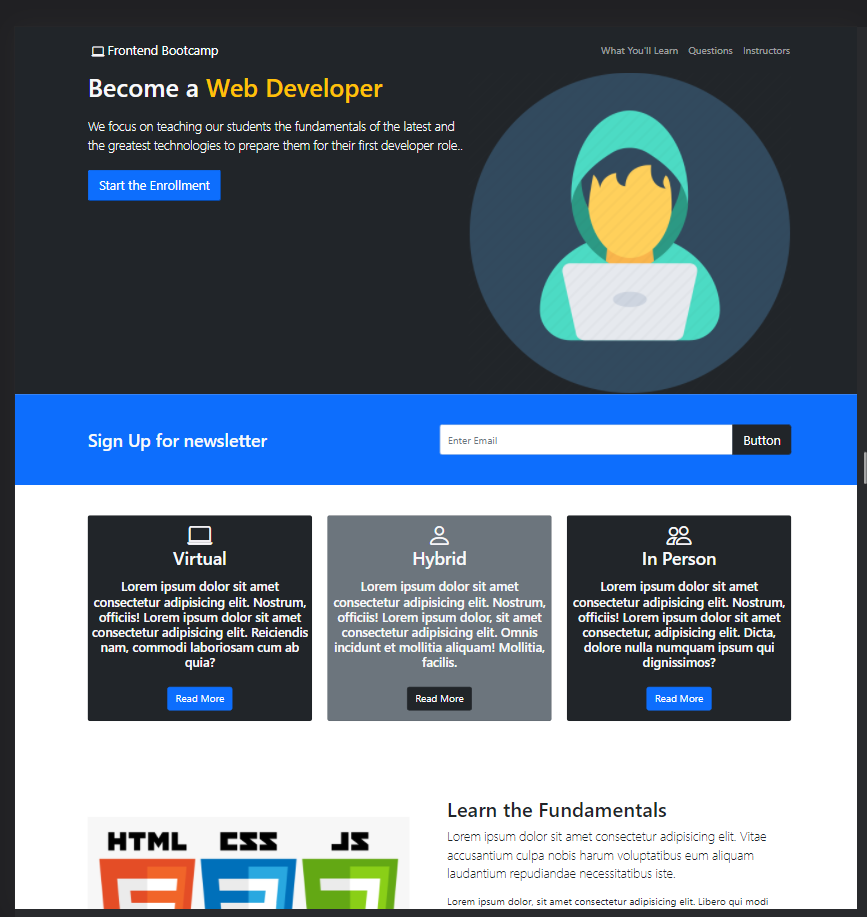 Frontend Bootcamp
What You'll Learn Questions Instructors
Become a Web Developer
We focus on teaching our students the fundamentals of the latest and
the greatest technologies to prepare them for their first developer role..
Start the Enrollment
Sign Up for newsletter
Enter Email
Button
Virtual
Lorem ipsum dolor sit amet
consectetur adipisicing elit. Nostrum,
officiis! Lorem ipsum dolor sit amet
consectetur adipisicing elit. Reiciendis
nam, commodi laboriosam cum ab
quia?
Read More
Hybrid
Lorem ipsum dolor sit amet
consectetur adipisicing elit. Nostrum,
officiis! Lorem ipsum dolor, sit amet
consectetur adipisicing elit. Omnis
incidunt et mollitia aliquam! Mollitia,
facilis.
Read More
In Person
Lorem ipsum dolor sit amet
consectetur adipisicing elit. Nostrum,
officiis! Lorem ipsum dolor sit amet
consectetur, adipisicing elit. Dicta,
dolore nulla numquam ipsum qui
dignissimos?
Read More
HTML CSS JS
Learn the Fundamentals
Lorem ipsum dolor sit amet consectetur adipisicing elit. Vitae
accusantium culpa nobis harum voluptatibus eum aliquam
laudantium repudiandae necessitatibus iste.
Lorem ipsum dolor, sit amet consectetur adipisicing elit. Libero qui modi